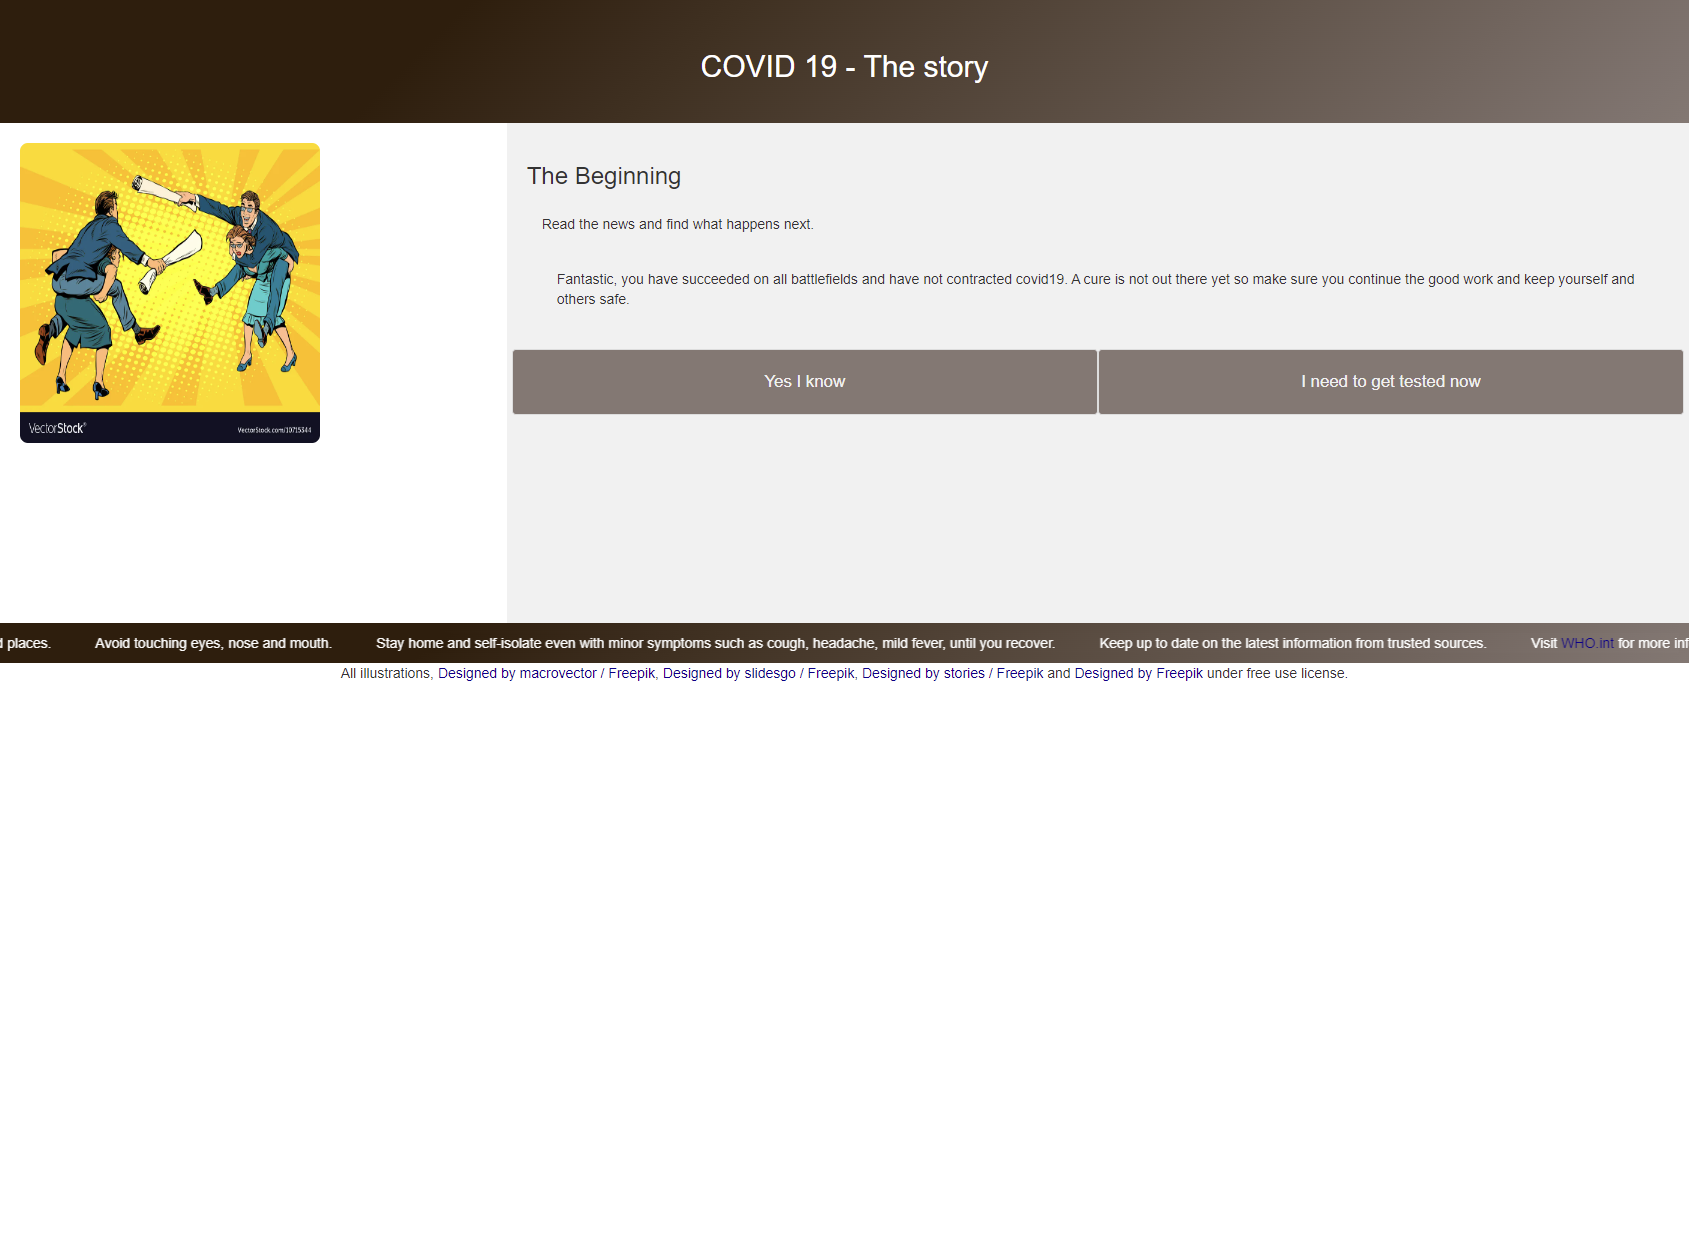 COVID 19 - The story
VectorStock®
VectorStock.com/10715344
The Beginning
Read the news and find what happens next.
Fantastic, you have succeeded on all battlefields and have not contracted covid19. A cure is not out there yet so make sure you continue the good work and keep yourself and
others safe.
Yes I know
I need to get tested now
places. Avoid touching eyes, nose and mouth. Stay home and self-isolate even with minor symptoms such as cough, headache, mild fever, until you recover. Keep up to date on the latest information from trusted sources. Visit WHO.int for more inf
All illustrations, Designed by macrovector / Freepik, Designed by slidesgo / Freepik, Designed by stories / Freepik and Designed by Freepik under free use license.